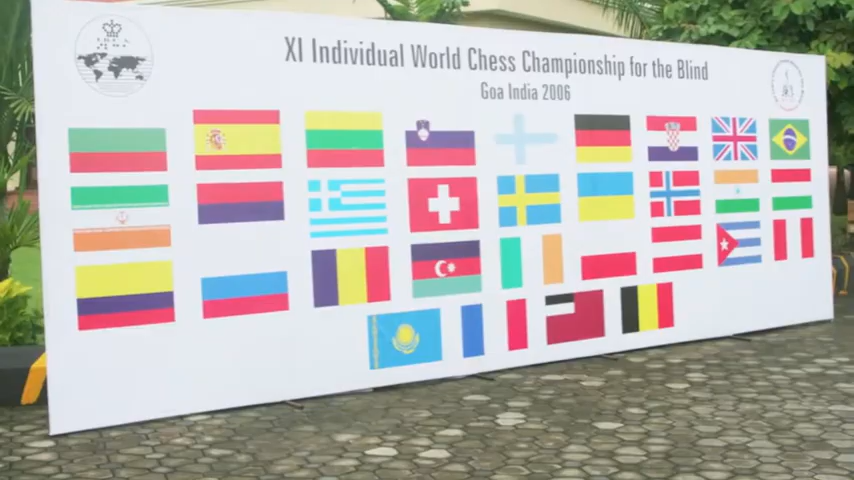 XI Individual World Chess Championship for the Blind
Goa India 2006